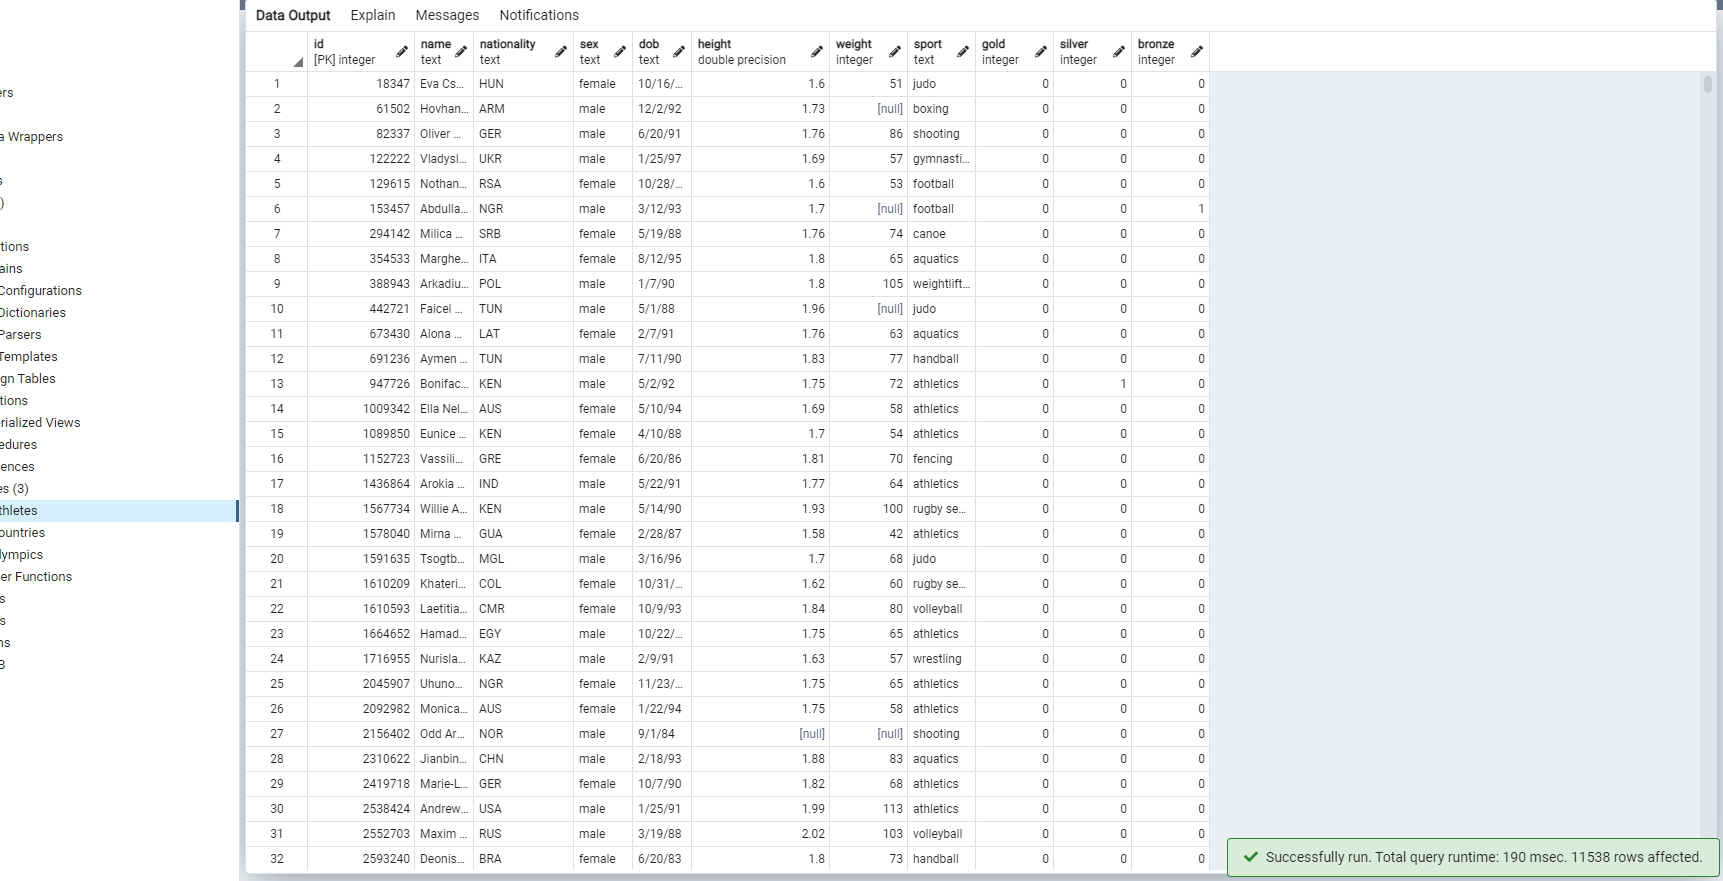 Data Output Explain Messages Notifications
id name nationality sex dob height weight sport gold silver bronze
[PK] integer text text text text double precision integer text integer integer integer
1 18347 Eva Cs... HUN female 10/16/... 1.6 51 judo 0 0 0
2 61502 Hovhan... ARM male 12/2/92 1.73 [null] boxing 0 0 0
3 82337 Oliver ... GER male 6/20/91 1.76 86 shooting 0 0 0
4 122222 Vladysl... UKR male 1/25/97 1.69 57 gymnasti... 0 0 0
5 129615 Nothan... RSA female 10/28/... 1.6 53 football 0 0 0
6 153457 Abdulla... NGR male 3/12/93 1.7 [null] football 0 0 1
7 294142 Milica ... SRB female 5/19/88 1.76 74 canoe 0 0 0
8 354533 Marghe... ITA female 8/12/95 1.8 65 aquatics 0 0 0
9 388943 Arkadiu... POL male 1/7/90 1.8 105 weightlift... 0 0 0
10 442721 Faicel ... TUN male 5/1/88 1.96 [null] judo 0 0 0
11 673430 Alona ... LAT female 2/7/91 1.76 63 aquatics 0 0 0
12 691236 Aymen ... TUN male 7/11/90 1.83 77 handball 0 0 0
13 947726 Bonifac... KEN male 5/2/92 1.75 72 athletics 0 1 0
14 1009342 Ella Nel... AUS female 5/10/94 1.69 58 athletics 0 0 0
15 1089850 Eunice ... KEN female 4/10/88 1.7 54 athletics 0 0 0
16 1152723 Vassili... GRE female 6/20/86 1.81 70 fencing 0 0 0
17 1436864 Arokia ... IND male 5/22/91 1.77 64 athletics 0 0 0
18 1567734 Willie A... KEN male 5/14/90 1.93 100 rugby se... 0 0 0
19 1578040 Mirna ... GUA female 2/28/87 1.58 42 athletics 0 0 0
20 1591635 Tsogtb... MGL male 3/16/96 1.7 68 judo 0 0 0
21 1610209 Khateri... COL female 10/31/... 1.62 60 rugby se... 0 0 0
22 1610593 Laetitia... CMR female 10/9/93 1.84 80 volleyball 0 0 0
23 1664652 Hamad... EGY male 10/22/... 1.75 65 athletics 0 0 0
24 1716955 Nurisla... KAZ male 2/9/91 1.63 57 wrestling 0 0 0
25 2045907 Uhuno... NGR female 11/23/... 1.75 65 athletics 0 0 0
26 2092982 Monica... AUS female 1/22/94 1.75 58 athletics 0 0 0
27 2156402 Odd Ar... NOR male 9/1/84 [null] [null] shooting 0 0 0
28 2310622 Jianbin... CHN male 2/18/93 1.88 83 aquatics 0 0 0
29 2419718 Marie-L... GER female 10/7/90 1.82 68 athletics 0 0 0
30 2538424 Andrew... USA male 1/25/91 1.99 113 athletics 0 0 0
31 2552703 Maxim ... RUS male 3/19/88 2.02 103 volleyball 0 0 0
32 2593240 Deonis... BRA female 6/20/83 1.8 73 handball 0 0 0
ers
a Wrappers
s
)
tions
ains
Configurations
Dictionaries
Parsers
Templates
gn Tables
tions
rialized Views
edures
ences
es (3)
thletes
ountries
lympics
er Functions
s
s
ns
B
Successfully run. Total query runtime: 190 msec. 11538 rows affected.